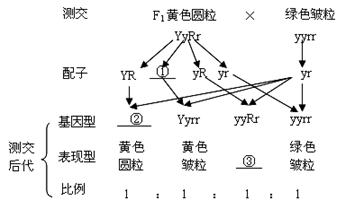 测交 F₁黄色圆粒 × 绿色皱粒
YyRr yyrr
配子 YR ① yR yr yr
基因型 ② Yyrr yyRr yyrr
测交后代
表现型 黄色圆粒 黄色皱粒 ③ 绿色皱粒
比例 1 : 1 : 1 : 1